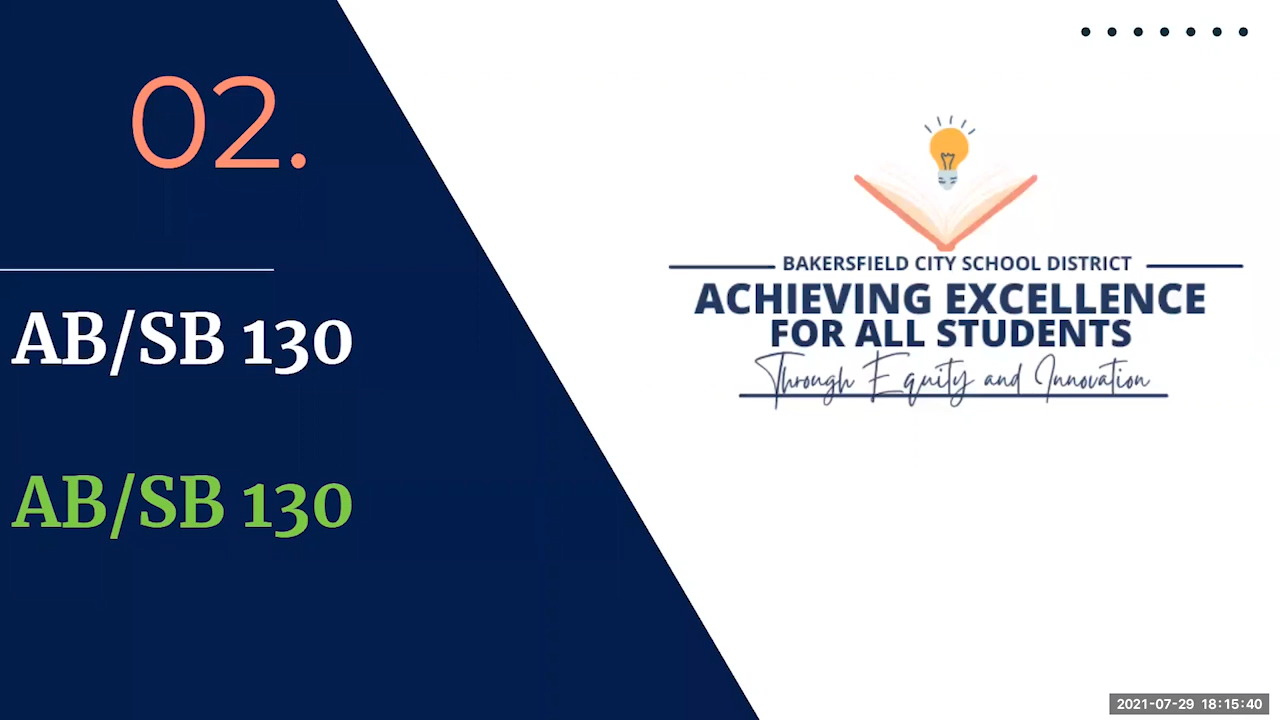 02.
AB/SB 130
AB/SB 130
BAKERSFIELD CITY SCHOOL DISTRICT
ACHIEVING EXCELLENCE
FOR ALL STUDENTS
Through Equity and Innovation
2021-07-29 18:15:40